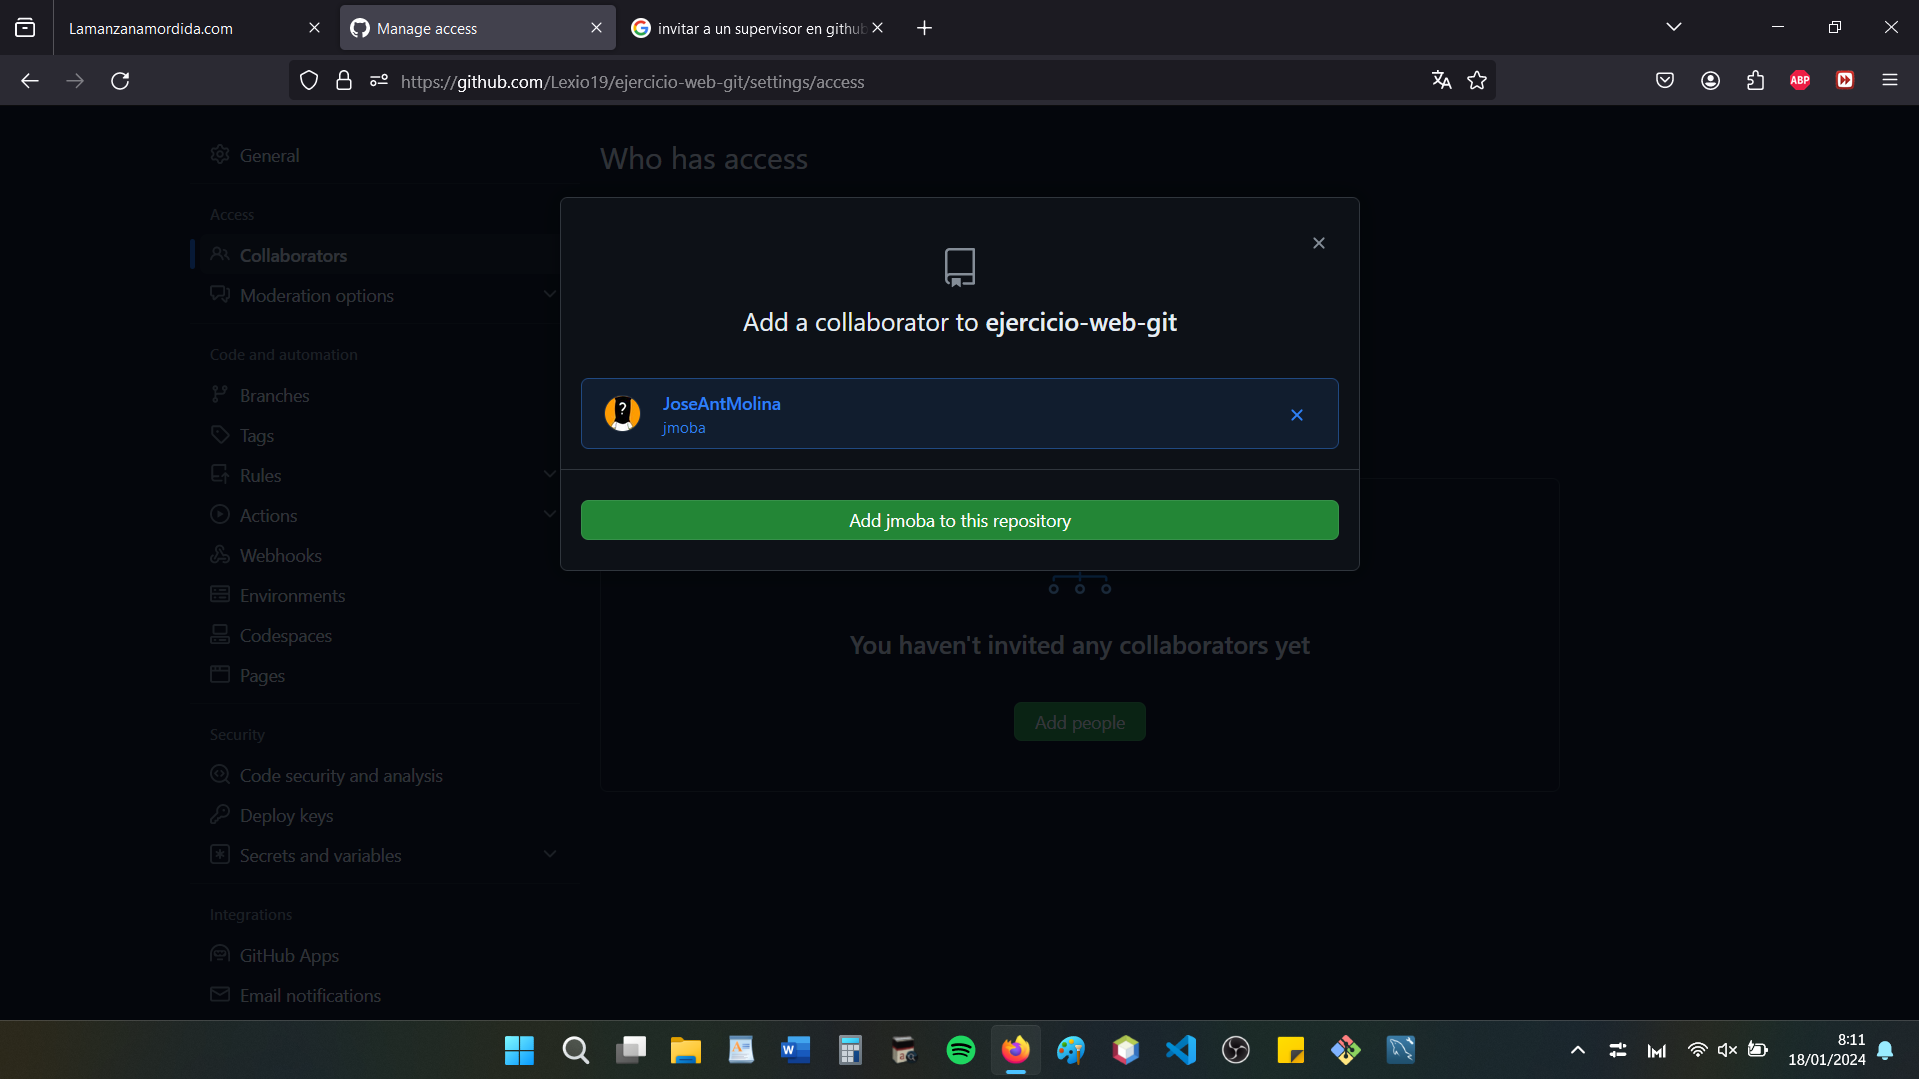 Lamanzanamordida.com
Manage access
invitar a un supervisor en github
https://github.com/Lexio19/ejercicio-web-git/settings/access
ABP
General
Who has access
Access
Collaborators
Moderation options
Add a collaborator to ejercicio-web-git
Code and automation
Branches
JoseAntMolina
jmoba
Tags
Rules
Actions
Add jmoba to this repository
Webhooks
Environments
Codespaces
You haven't invited any collaborators yet
Pages
Add people
Security
Code security and analysis
Deploy keys
Secrets and variables
Integrations
GitHub Apps
Email notifications
8:11
18/01/2024